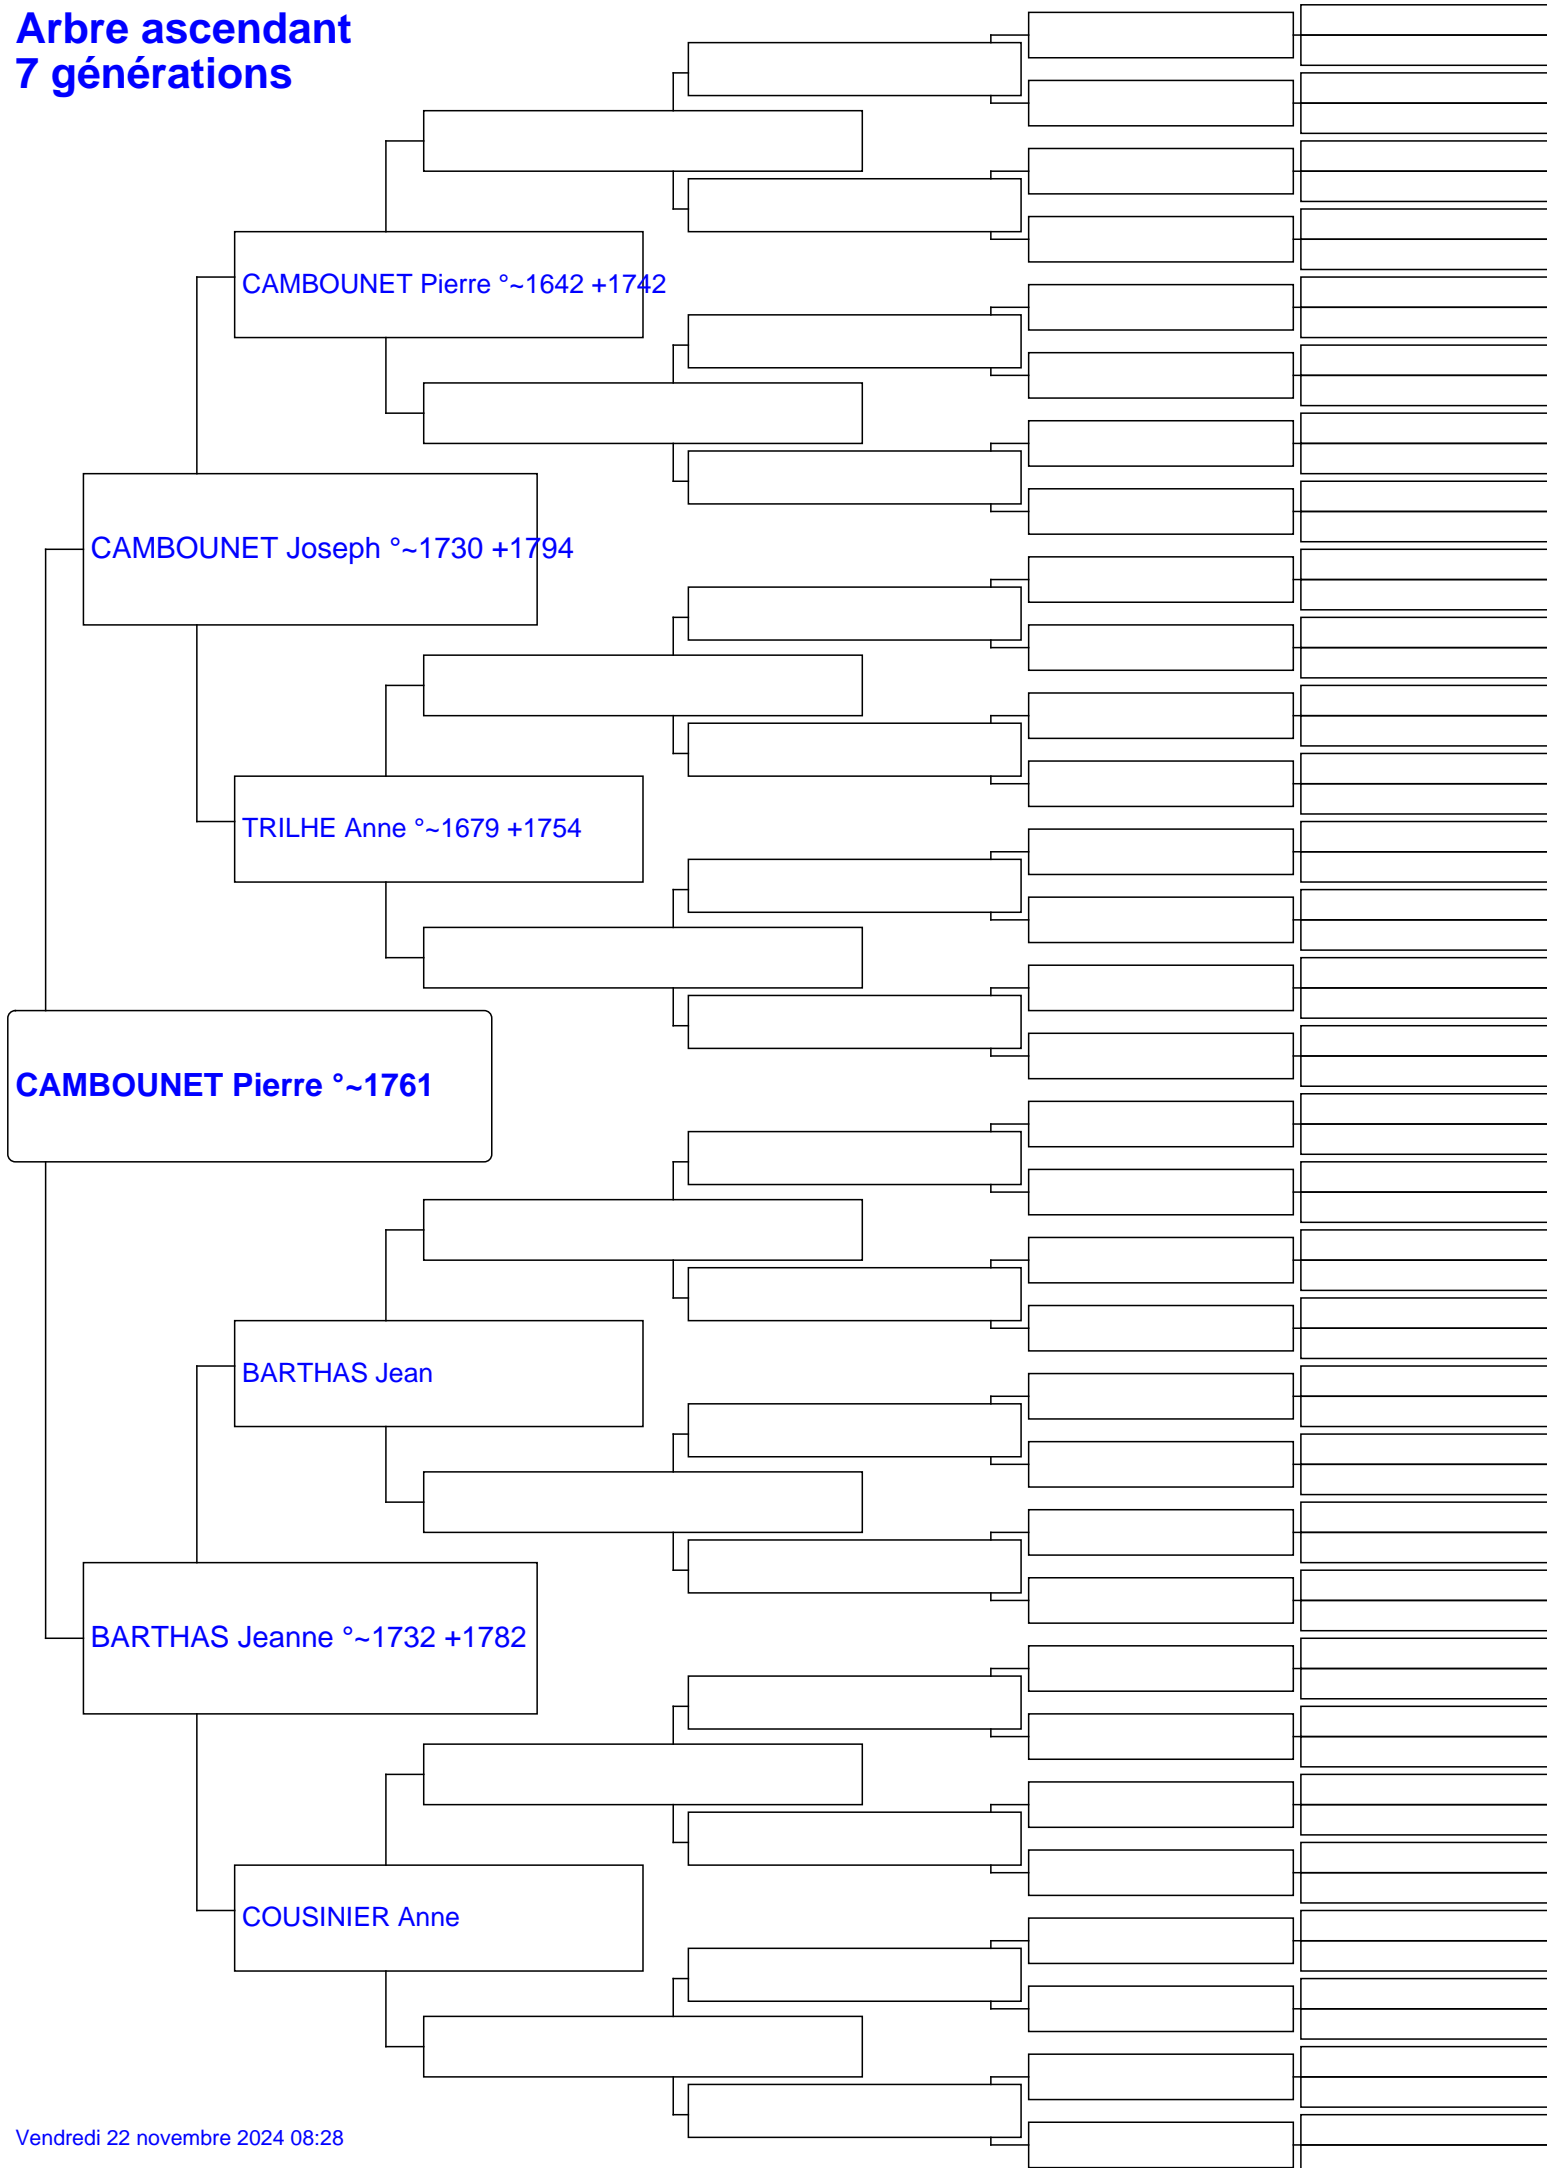 Arbre ascendant
7 générations
CAMBOUNET Pierre °~1642 +1742
CAMBOUNET Joseph °~1730 +1794
TRILHE Anne °~1679 +1754
CAMBOUNET Pierre °~1761
BARTHAS Jean
BARTHAS Jeanne °~1732 +1782
COUSINIER Anne
Vendredi 22 novembre 2024 08:28